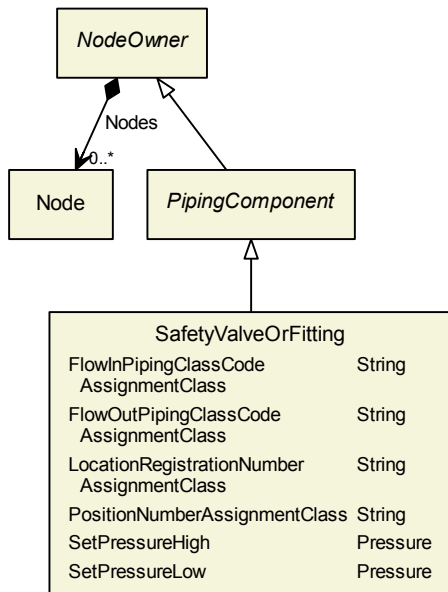 NodeOwner
Nodes
0..*
Node
PipingComponent
SafetyValveOrFitting
FlowInPipingClassCode String
AssignmentClass
FlowOutPipingClassCode String
AssignmentClass
LocationRegistrationNumber String
AssignmentClass
PositionNumberAssignmentClass String
SetPressureHigh Pressure
SetPressureLow Pressure